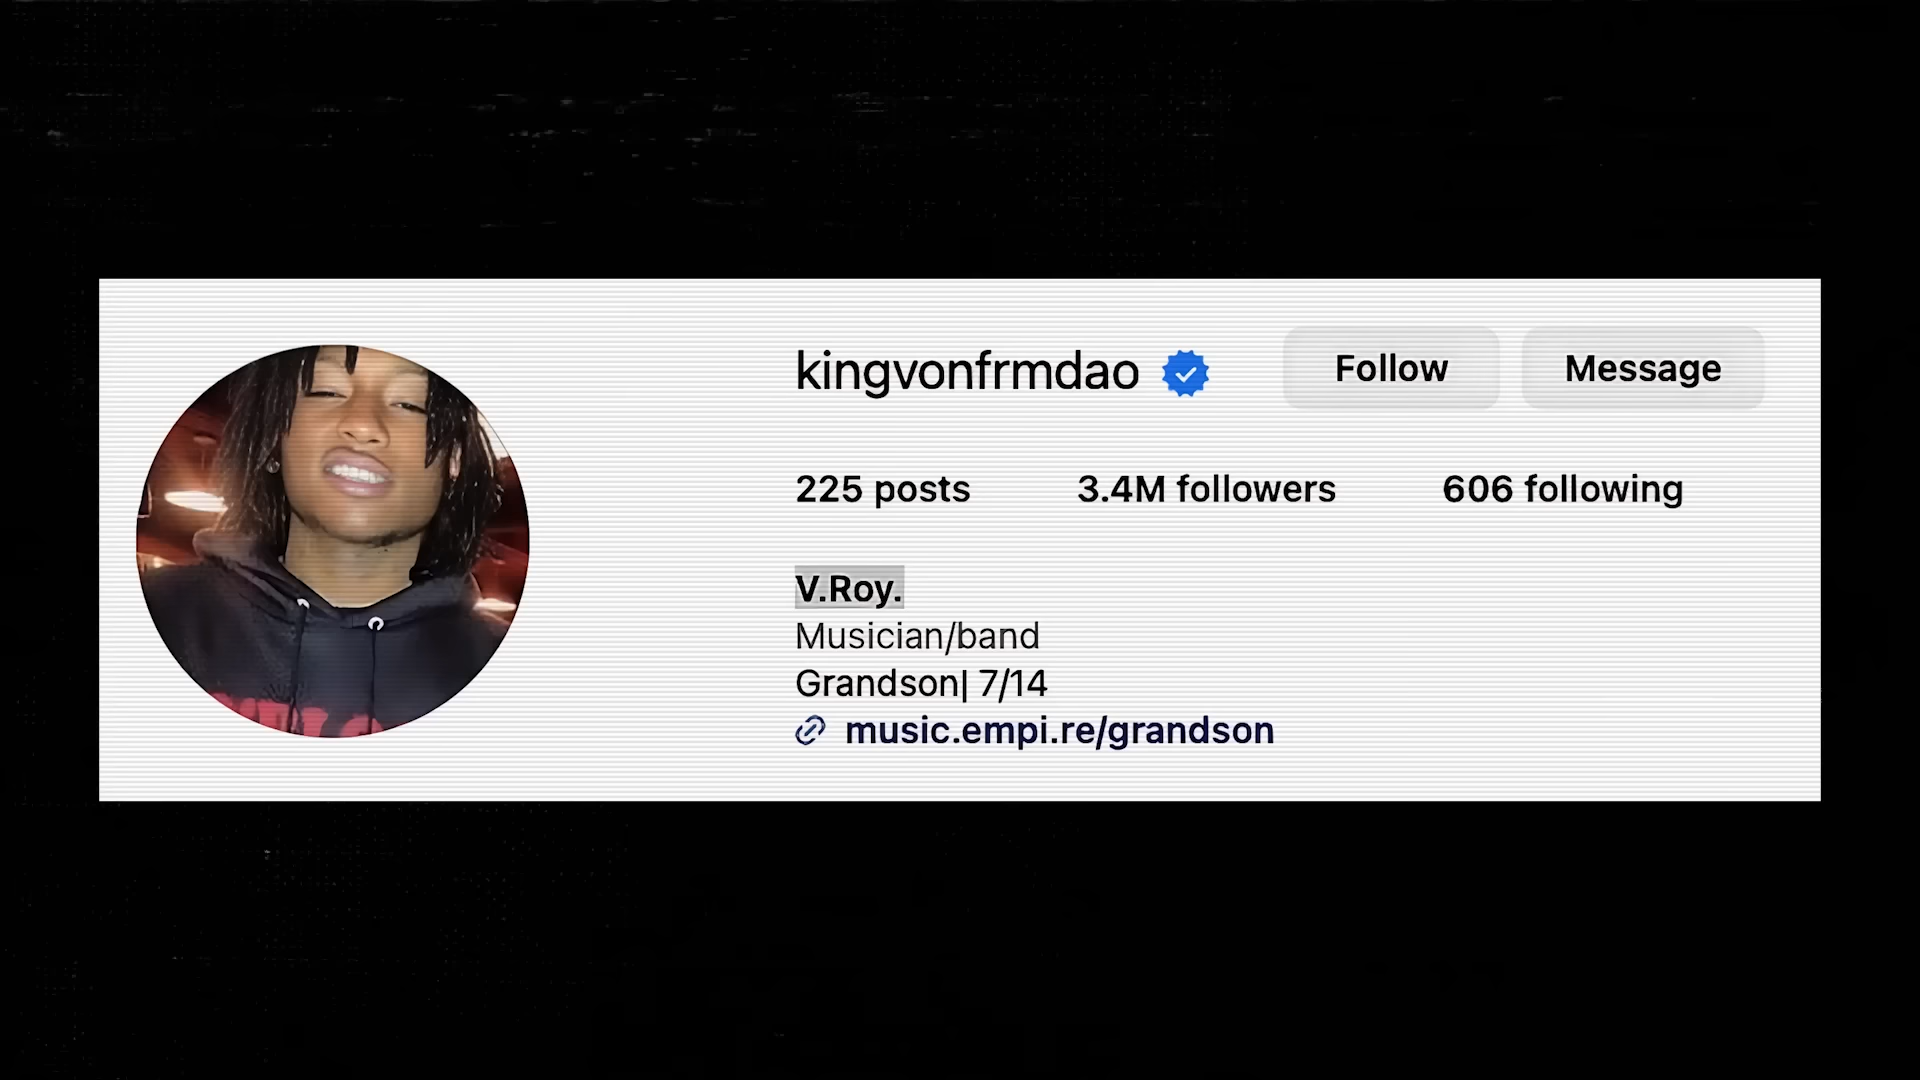 kingvonfrmdao
Follow
Message
225 posts
3.4M followers
606 following
V.Roy.
Musician/band
Grandson| 7/14
music.empi.re/grandson